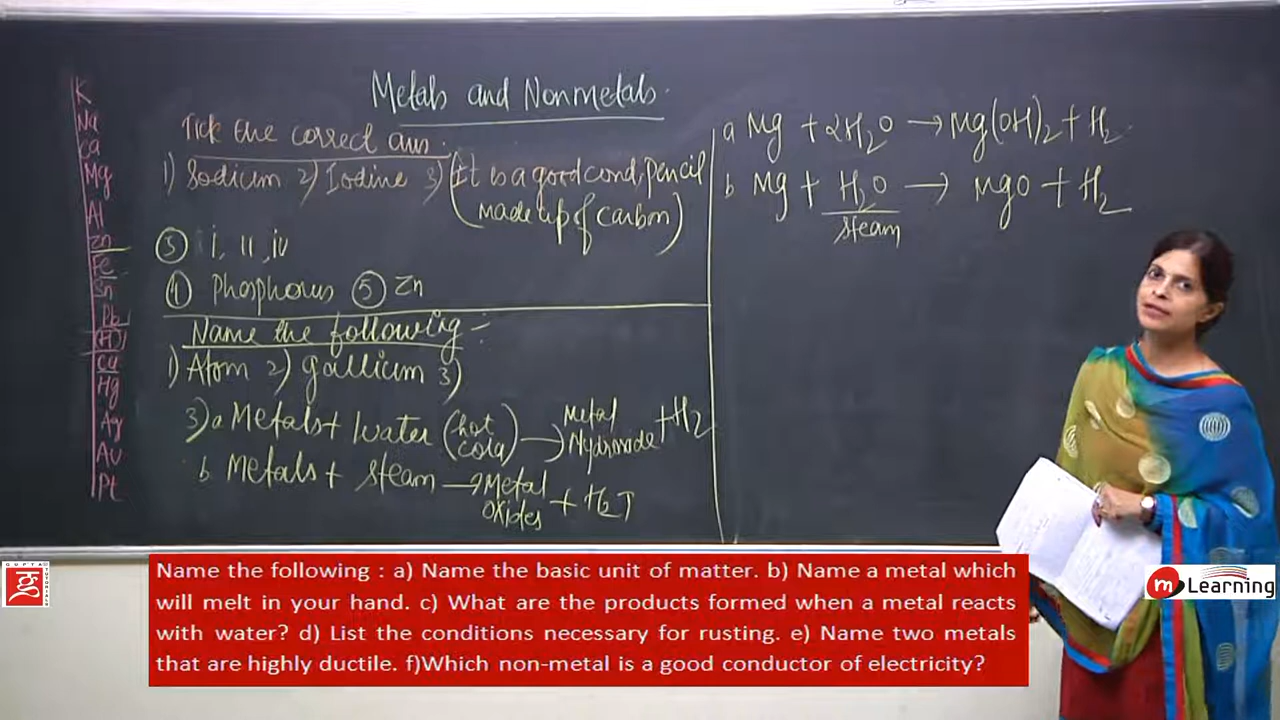 Metals and Nonmetals.
K
Na
Ca
Mg
Al
Zn
Fe
Sn
Pb
(H)
Cu
Hg
Ag
Au
Pt
Tick the correct ans.
1) Sodium 2) Iodine 3) (It is a good cond, pencil
made up of carbon)
③ i, ii, iv
④ Phosphorus ⑤ Zn
Name the following :-
1) Atom 2) gallium 3)
3) a Metals + water (hot cold) → Metal Hydroxide + H2
b Metals + steam → Metal oxides + H2↑
a Mg + 2H2O → Mg(OH)2 + H2
b Mg + H2O → MgO + H2
steam
Name the following : a) Name the basic unit of matter. b) Name a metal which
will melt in your hand. c) What are the products formed when a metal reacts
with water? d) List the conditions necessary for rusting. e) Name two metals
that are highly ductile. f)Which non-metal is a good conductor of electricity?
GUPTA
TUTORIALS
m Learning